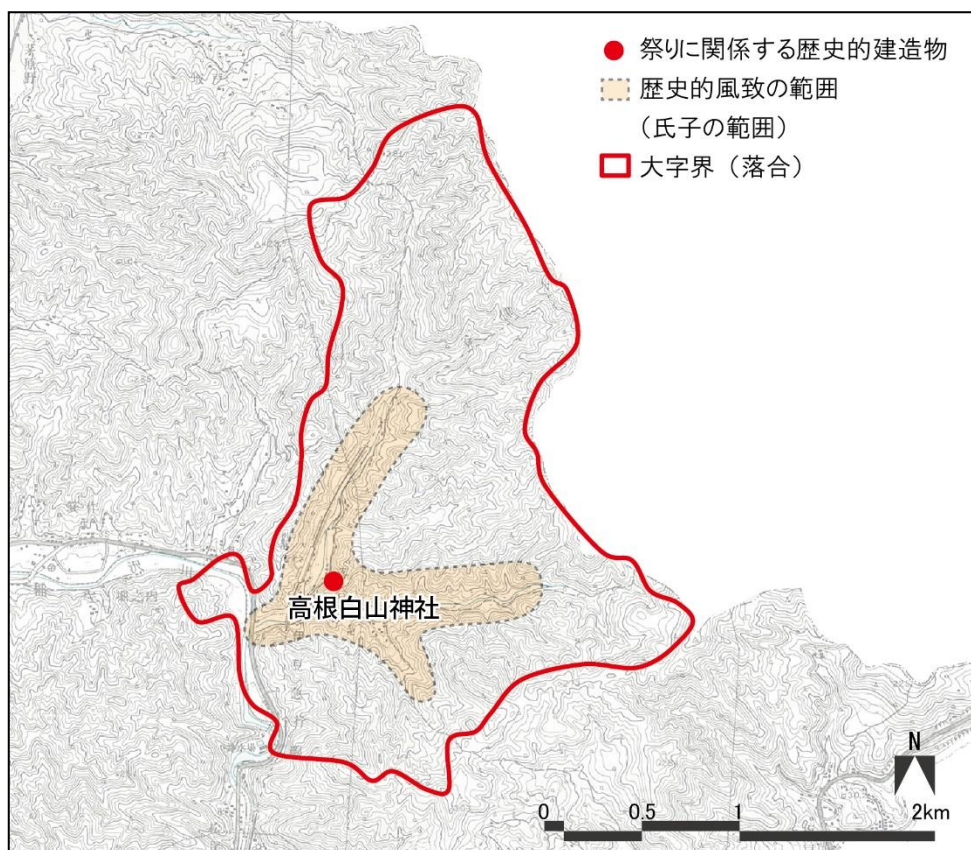 祭りに関係する歴史的建造物
歴史的風致の範囲
（氏子の範囲）
大字界（落合）
高根白山神社
N
0 0.5 1 2km